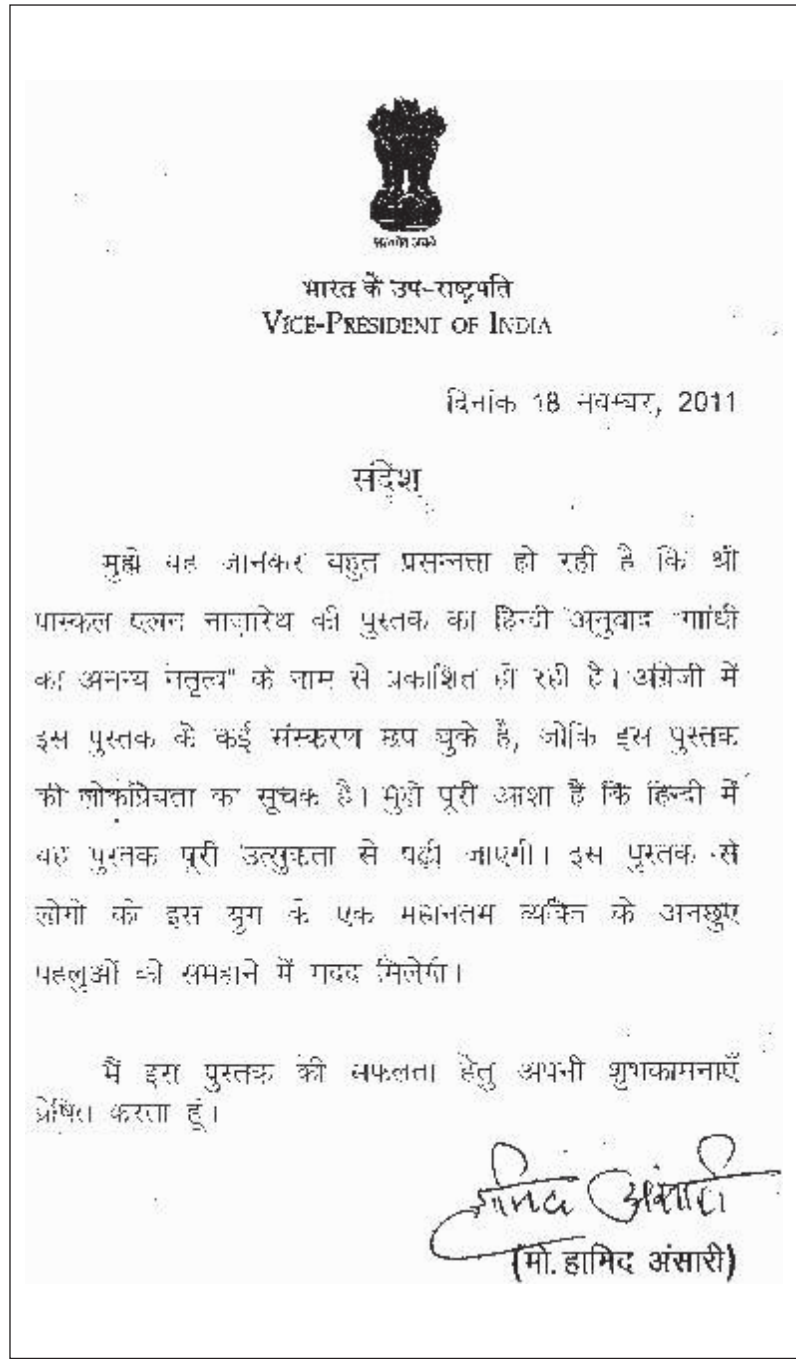 सत्यमेव जयते
भारत के उप-राष्ट्रपति
VICE-PRESIDENT OF INDIA
दिनांक 18 नवम्बर, 2011
संदेश
मुझे यह जानकर बहुत प्रसन्नता हो रही है कि श्री
पास्कल एलन नाज़ारेथ की पुस्तक का हिन्दी अनुवाद "गांधी
का अनन्य नेतृत्व" के नाम से प्रकाशित हो रही है। अंग्रेजी में
इस पुस्तक के कई संस्करण छप चुके है, जोकि इस पुस्तक
की लोकप्रियता का सूचक है। मुझे पूरी आशा है कि हिन्दी में
यह पुस्तक पूरी उत्सुकता से पढ़ी जाएगी। इस पुस्तक से
लोगों को इस युग के एक महानतम व्यक्ति के अनछुए
पहलुओं को समझने में मदद मिलेगी।
मैं इस पुस्तक की सफलता हेतु अपनी शुभकामनाएँ
प्रेषित करता हूं।
हामिद अंसारी
(मो. हामिद अंसारी)